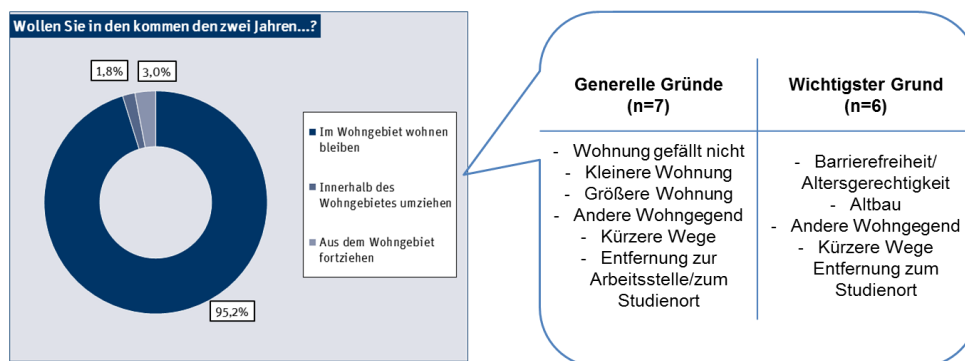 Wollen Sie in den kommen den zwei Jahren...?
1,8%
3,0%
95,2%
Im Wohngebiet wohnen
bleiben
Innerhalb des
Wohngebietes umziehen
Aus dem Wohngebiet
fortziehen
Generelle Gründe
(n=7)
- Wohnung gefällt nicht
- Kleinere Wohnung
- Größere Wohnung
- Andere Wohngegend
- Kürzere Wege
- Entfernung zur
Arbeitsstelle/zum
Studienort
Wichtigster Grund
(n=6)
- Barrierefreiheit/
Altersgerechtigkeit
- Altbau
- Andere Wohngegend
- Kürzere Wege
Entfernung zum
Studienort